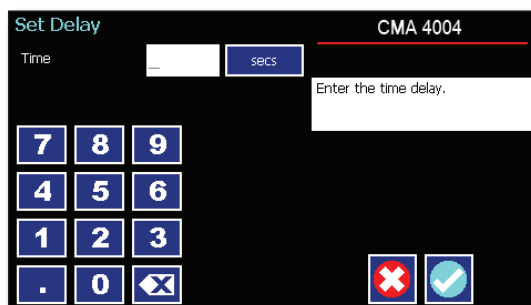 Set Delay
CMA 4004
Time
_
secs
Enter the time delay.
7 8 9
4 5 6
1 2 3
. 0